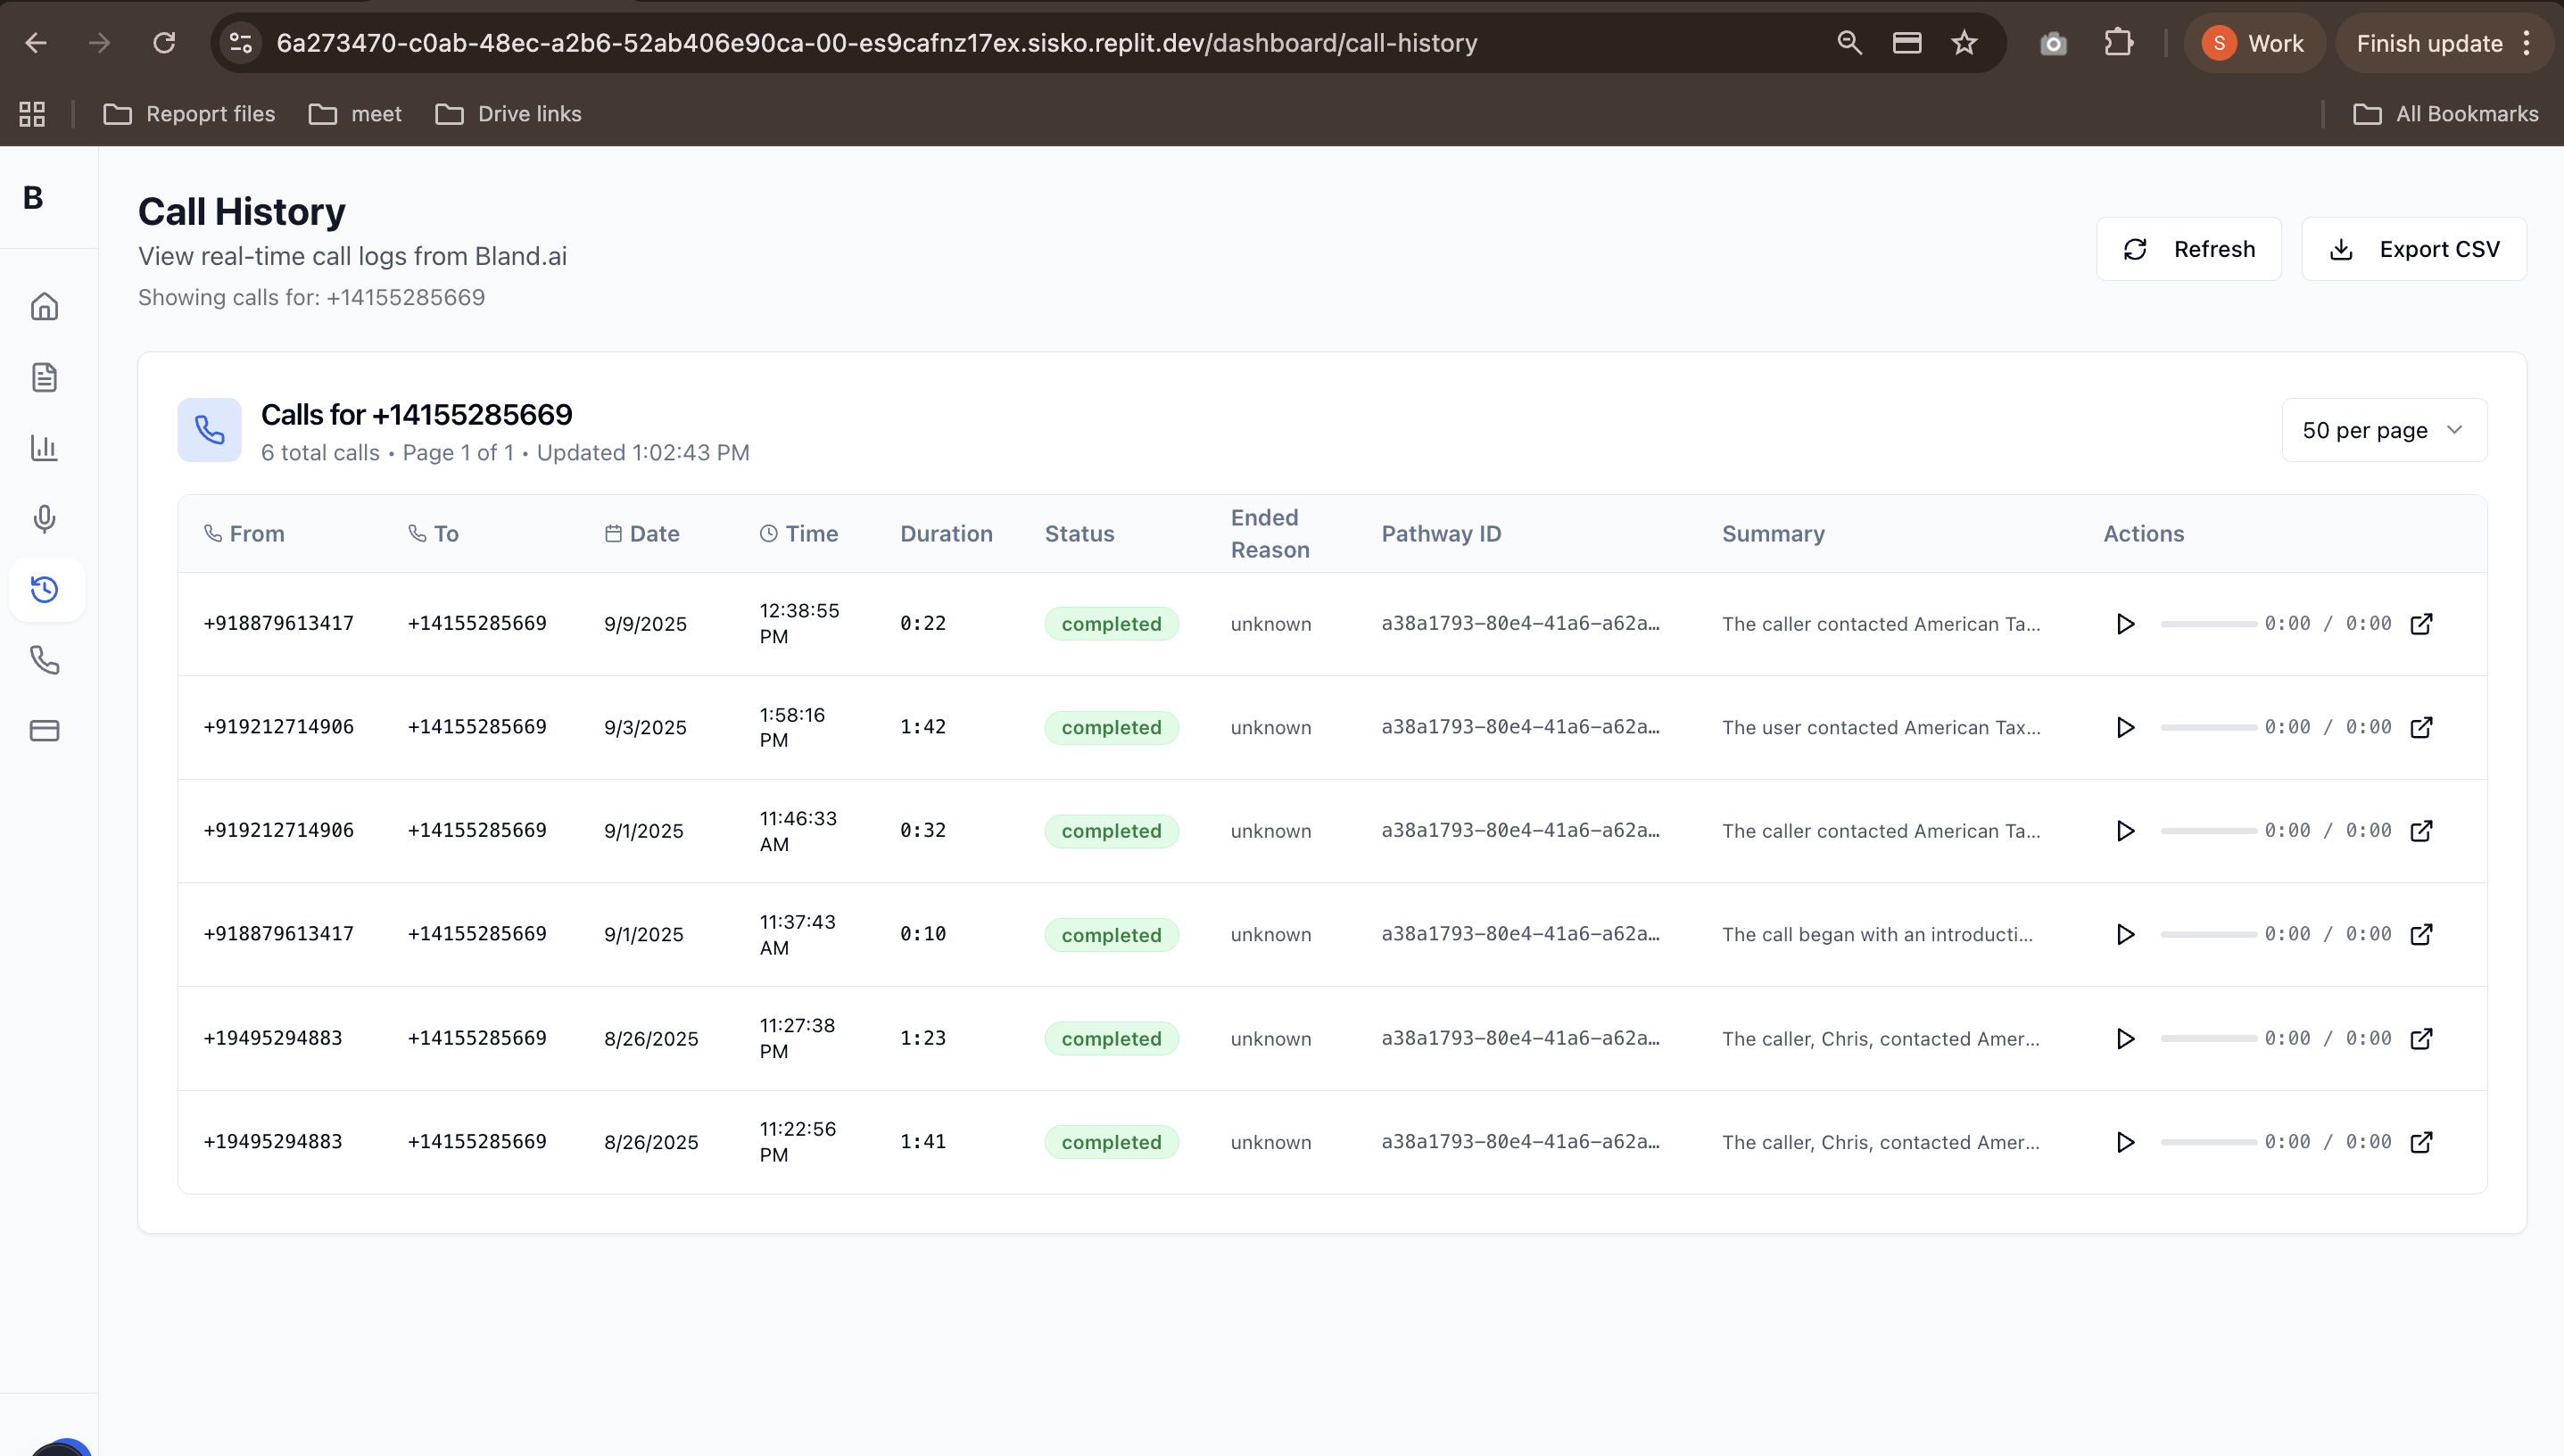 6a273470-c0ab-48ec-a2b6-52ab406e90ca-00-es9cafnz17ex.sisko.replit.dev/dashboard/call-history
S Work
Finish update
Repoprt files
meet
Drive links
All Bookmarks
B
Call History
View real-time call logs from Bland.ai
Showing calls for: +14155285669
Refresh
Export CSV
Calls for +14155285669
6 total calls • Page 1 of 1 • Updated 1:02:43 PM
50 per page
From To Date Time Duration Status Ended Reason Pathway ID Summary Actions
+918879613417 +14155285669 9/9/2025 12:38:55 PM 0:22 completed unknown a38a1793-80e4-41a6-a62a… The caller contacted American Ta... 0:00 / 0:00
+919212714906 +14155285669 9/3/2025 1:58:16 PM 1:42 completed unknown a38a1793-80e4-41a6-a62a… The user contacted American Tax... 0:00 / 0:00
+919212714906 +14155285669 9/1/2025 11:46:33 AM 0:32 completed unknown a38a1793-80e4-41a6-a62a… The caller contacted American Ta... 0:00 / 0:00
+918879613417 +14155285669 9/1/2025 11:37:43 AM 0:10 completed unknown a38a1793-80e4-41a6-a62a… The call began with an introducti... 0:00 / 0:00
+19495294883 +14155285669 8/26/2025 11:27:38 PM 1:23 completed unknown a38a1793-80e4-41a6-a62a… The caller, Chris, contacted Amer... 0:00 / 0:00
+19495294883 +14155285669 8/26/2025 11:22:56 PM 1:41 completed unknown a38a1793-80e4-41a6-a62a… The caller, Chris, contacted Amer... 0:00 / 0:00